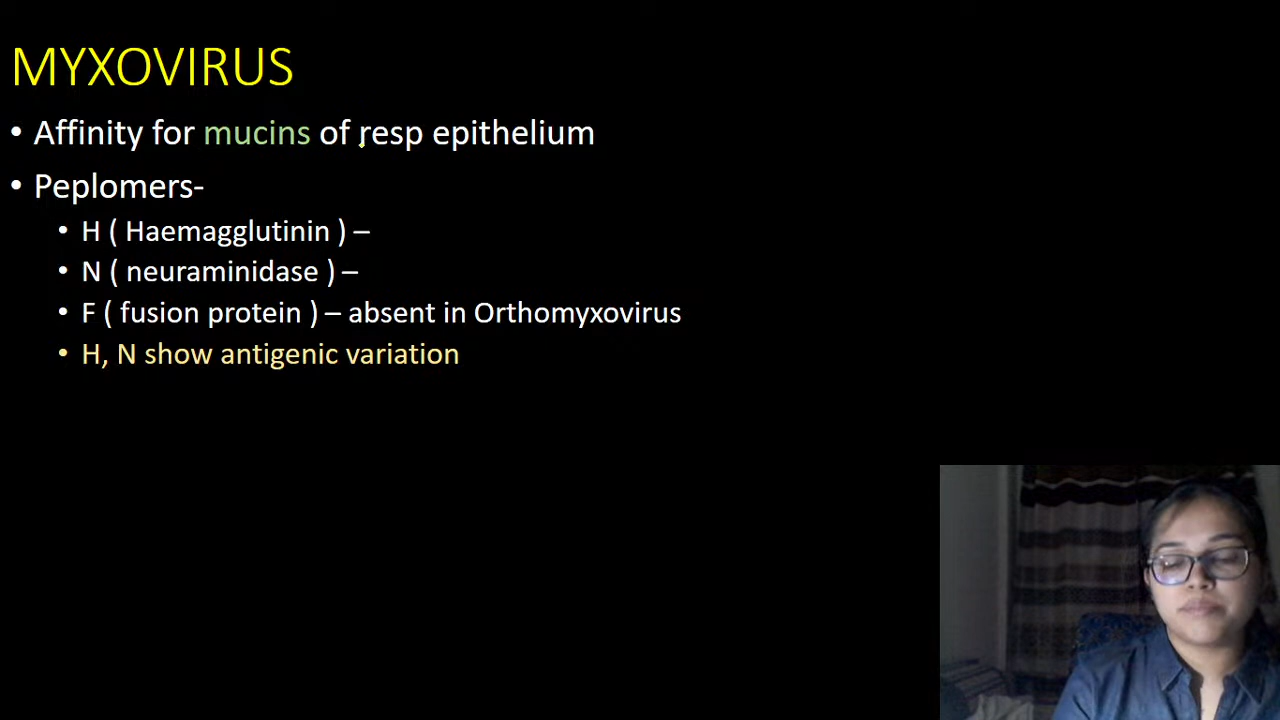 MYXOVIRUS
• Affinity for mucins of resp epithelium
• Peplomers-
• H ( Haemagglutinin ) –
• N ( neuraminidase ) –
• F ( fusion protein ) – absent in Orthomyxovirus
• H, N show antigenic variation